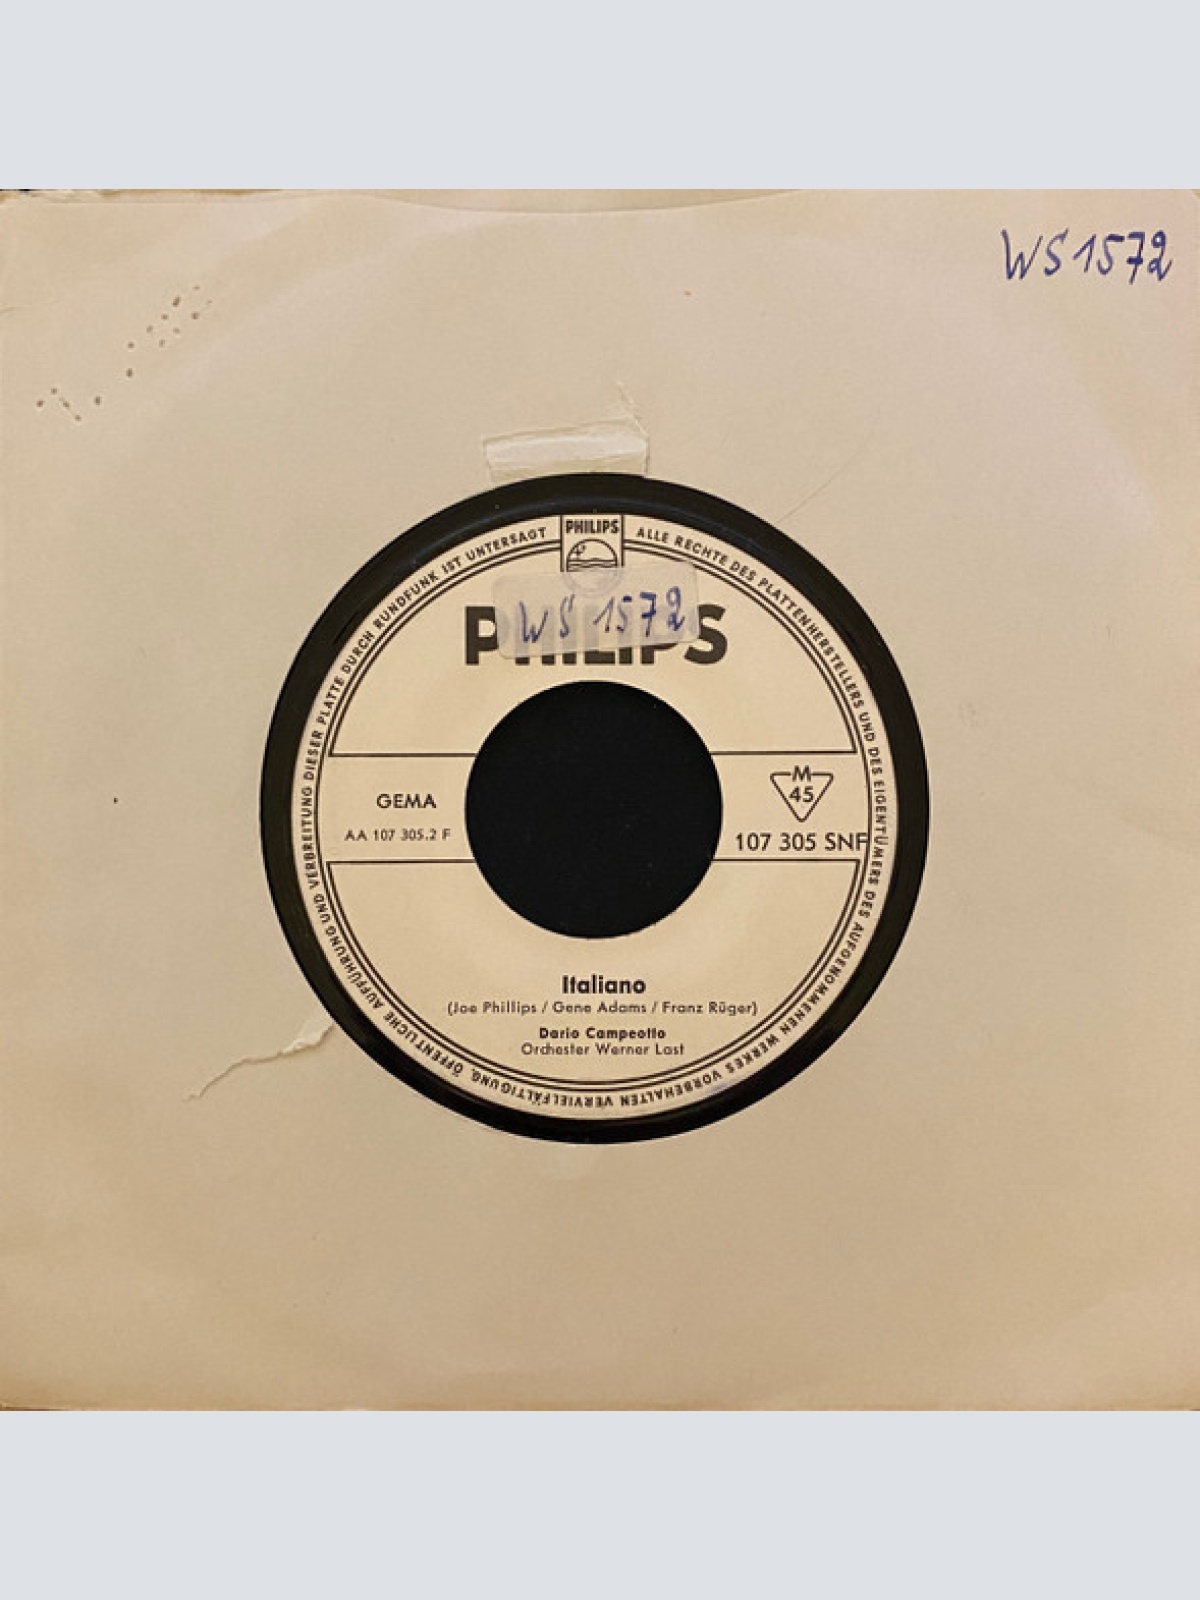 WS 1572
PHILIPS
PHILIPS
WS 1572
GEMA
AA 107 305.2 F
M
45
107 305 SNF
Italiano
(Joe Phillips / Gene Adams / Franz Rüger)
Dario Campeotto
Orchester Werner Last
ALLE RECHTE DES PLATTENHERSTELLERS UND DES EIGENTÜMERS DES AUFGENOMMENEN WERKES VORBEHALTEN VERVIELFÄLTIGUNG, ÖFFENTLICHE AUFFÜHRUNG UND VERBREITUNG DIESER PLATTE DURCH RUNDFUNK IST UNTERSAGT